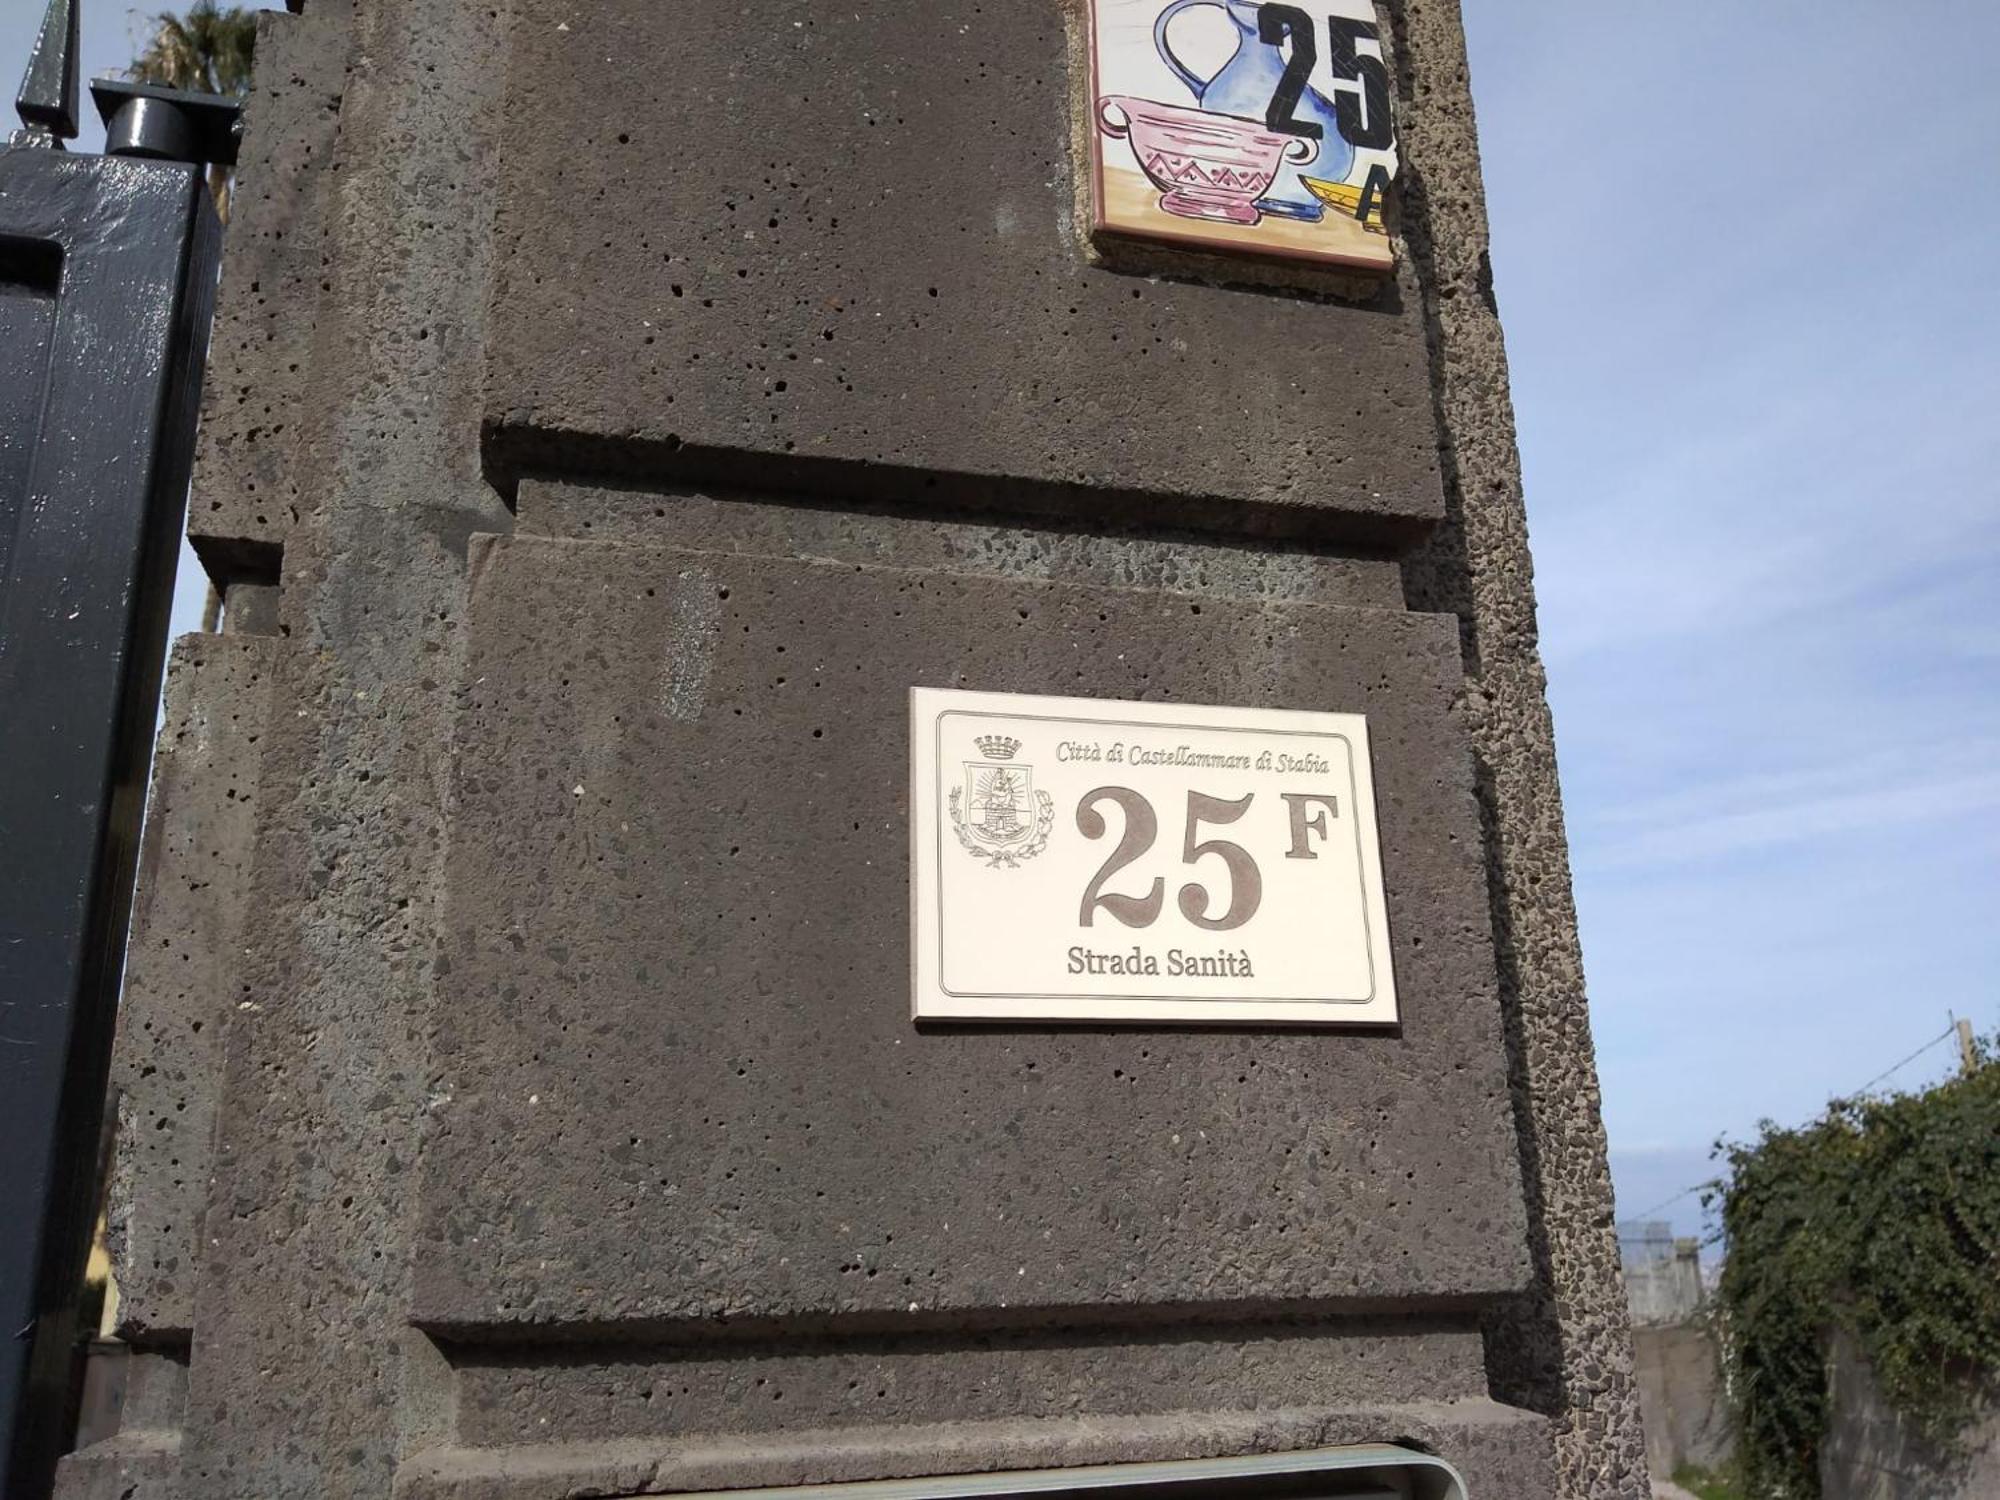 25
A
Città di Castellammare di Stabia
25 F
Strada Sanità